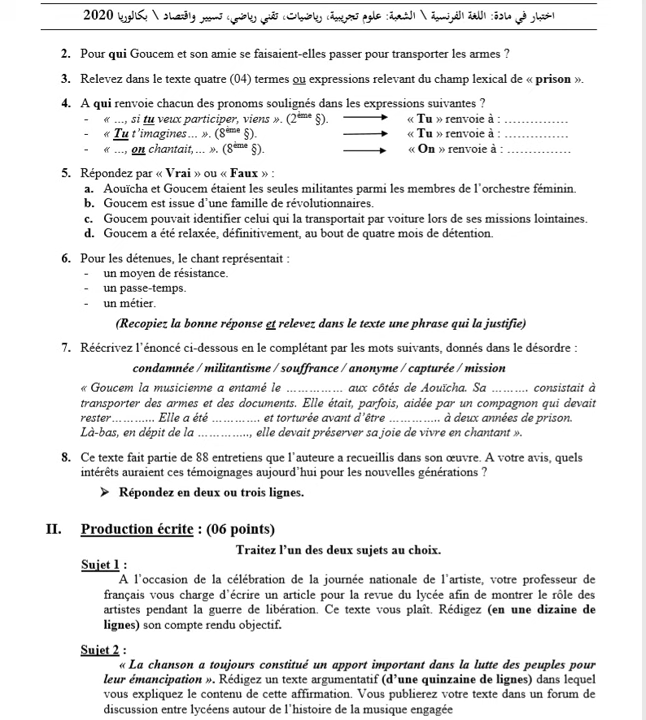 اختبار في مادة: اللغة الفرنسية \ الشعبة: علوم تجريبية، رياضيات، تقني رياضي، تسيير واقتصاد \ بكالوريا 2020
2. Pour qui Goucem et son amie se faisaient-elles passer pour transporter les armes ?
3. Relevez dans le texte quatre (04) termes ou expressions relevant du champ lexical de « prison ».
4. A qui renvoie chacun des pronoms soulignés dans les expressions suivantes ?
- « ..., si tu veux participer, viens ». (2ème §). → « Tu » renvoie à : ……………
- « Tu t'imagines... ». (8ème §). → « Tu » renvoie à : ……………
- « ..., on chantait,... ». (8ème §). → « On » renvoie à : ……………
5. Répondez par « Vrai » ou « Faux » :
a. Aouïcha et Goucem étaient les seules militantes parmi les membres de l'orchestre féminin.
b. Goucem est issue d'une famille de révolutionnaires.
c. Goucem pouvait identifier celui qui la transportait par voiture lors de ses missions lointaines.
d. Goucem a été relaxée, définitivement, au bout de quatre mois de détention.
6. Pour les détenues, le chant représentait :
- un moyen de résistance.
- un passe-temps.
- un métier.
(Recopiez la bonne réponse et relevez dans le texte une phrase qui la justifie)
7. Réécrivez l'énoncé ci-dessous en le complétant par les mots suivants, donnés dans le désordre :
condamnée / militantisme / souffrance / anonyme / capturée / mission
« Goucem la musicienne a entamé le …………… aux côtés de Aouïcha. Sa ………. consistait à
transporter des armes et des documents. Elle était, parfois, aidée par un compagnon qui devait
rester………... Elle a été …………. et torturée avant d'être ………….. à deux années de prison.
Là-bas, en dépit de la ………….., elle devait préserver sa joie de vivre en chantant ».
8. Ce texte fait partie de 88 entretiens que l'auteure a recueillis dans son œuvre. A votre avis, quels
intérêts auraient ces témoignages aujourd'hui pour les nouvelles générations ?
➢ Répondez en deux ou trois lignes.
II. Production écrite : (06 points)
Traitez l'un des deux sujets au choix.
Sujet 1 :
A l'occasion de la célébration de la journée nationale de l'artiste, votre professeur de
français vous charge d'écrire un article pour la revue du lycée afin de montrer le rôle des
artistes pendant la guerre de libération. Ce texte vous plaît. Rédigez (en une dizaine de
lignes) son compte rendu objectif.
Sujet 2 :
« La chanson a toujours constitué un apport important dans la lutte des peuples pour
leur émancipation ». Rédigez un texte argumentatif (d'une quinzaine de lignes) dans lequel
vous expliquez le contenu de cette affirmation. Vous publierez votre texte dans un forum de
discussion entre lycéens autour de l'histoire de la musique engagée